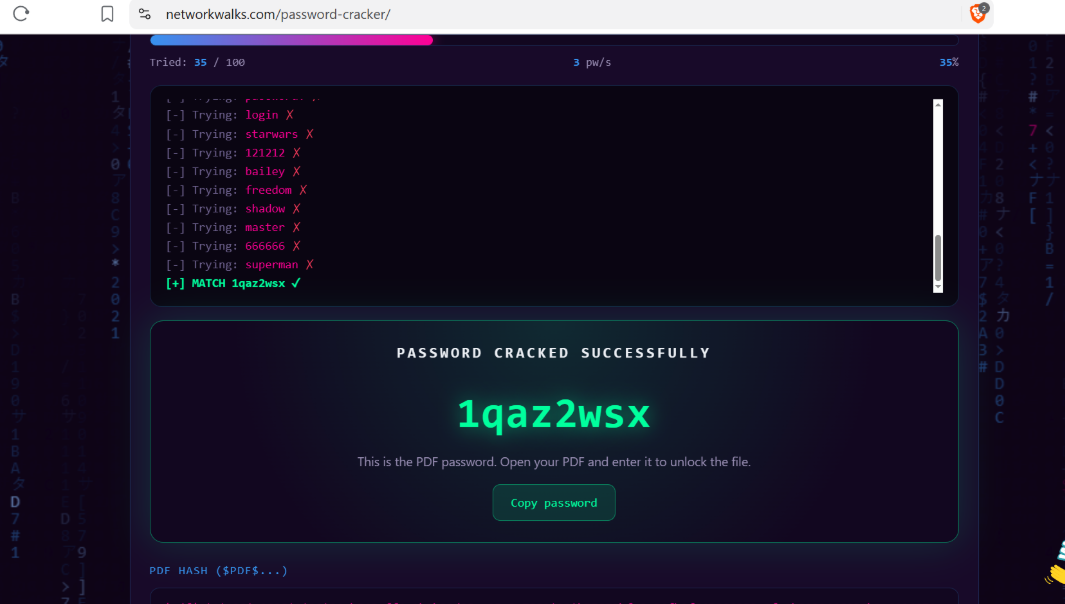 networkwalks.com/password-cracker/
2
Tried: 35 / 100
3 pw/s
35%
[-] Trying: login ✗
[-] Trying: starwars ✗
[-] Trying: 121212 ✗
[-] Trying: bailey ✗
[-] Trying: freedom ✗
[-] Trying: shadow ✗
[-] Trying: master ✗
[-] Trying: 666666 ✗
[-] Trying: superman ✗
[+] MATCH 1qaz2wsx ✓
PASSWORD CRACKED SUCCESSFULLY
1qaz2wsx
This is the PDF password. Open your PDF and enter it to unlock the file.
Copy password
PDF HASH ($PDF$...)